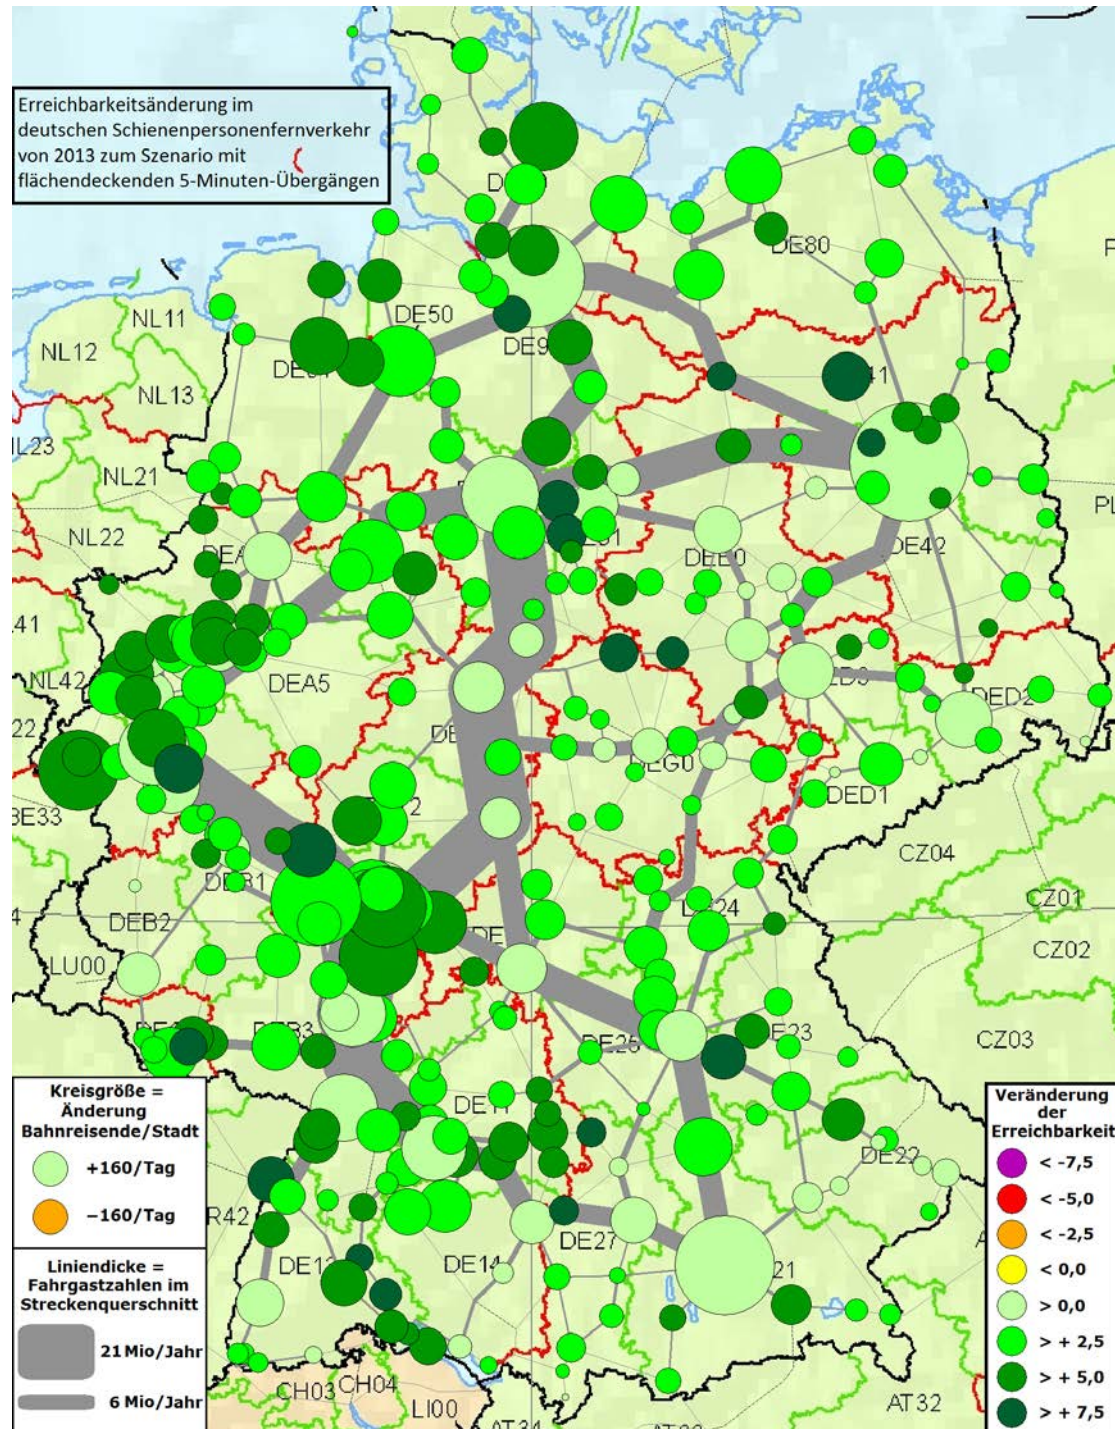 Erreichbarkeitsänderung im
deutschen Schienenpersonenfernverkehr
von 2013 zum Szenario mit
flächendeckenden 5-Minuten-Übergängen
DE80
NL11
DE50
NL12
NL13
NL21
NL22
DE42
NL42
DEA5
DED2
DEG0
DED1
BE33
CZ04
CZ01
DEB2
CZ02
LU00
DE25
DE23
CZ03
DE22
DE27
DE14
CH03
CH04
LI00
AT32
AT34
Kreisgröße =
Änderung
Bahnreisende/Stadt
+160/Tag
−160/Tag
Liniendicke =
Fahrgastzahlen im
Streckenquerschnitt
21 Mio/Jahr
6 Mio/Jahr
Veränderung
der
Erreichbarkeit
< -7,5
< -5,0
< -2,5
< 0,0
> 0,0
> + 2,5
> + 5,0
> + 7,5